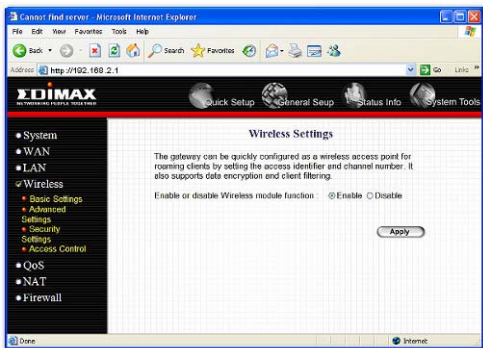 Cannot find server - Microsoft Internet Explorer
File Edit View Favorites Tools Help
Back Search Favorites
Address http://192.168.2.1 Go Links
EDIMAX
NETWORKING PEOPLE TOGETHER
Quick Setup General Seup Status Info System Tools
System
WAN
LAN
Wireless
Basic Settings
Advanced
Settings
Security
Settings
Access Control
QoS
NAT
Firewall
Wireless Settings
The gateway can be quickly configured as a wireless access point for
roaming clients by setting the access identifier and channel number. It
also supports data encryption and client filtering.
Enable or disable Wireless module function : Enable Disable
Apply
Done Internet